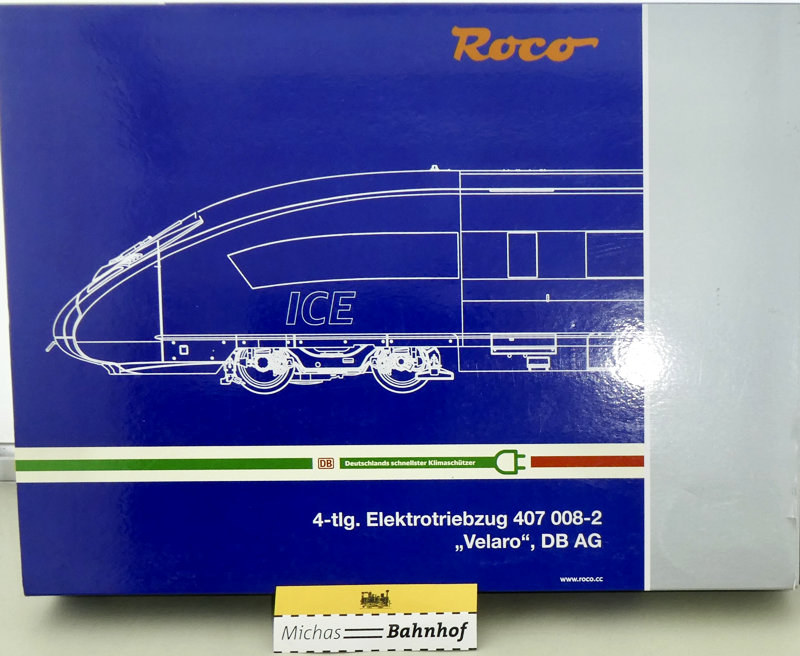 Roco
ICE
DB Deutschlands schnellster Klimaschützer
4-tlg. Elektrotriebzug 407 008-2
„Velaro“, DB AG
www.roco.cc
Michas Bahnhof